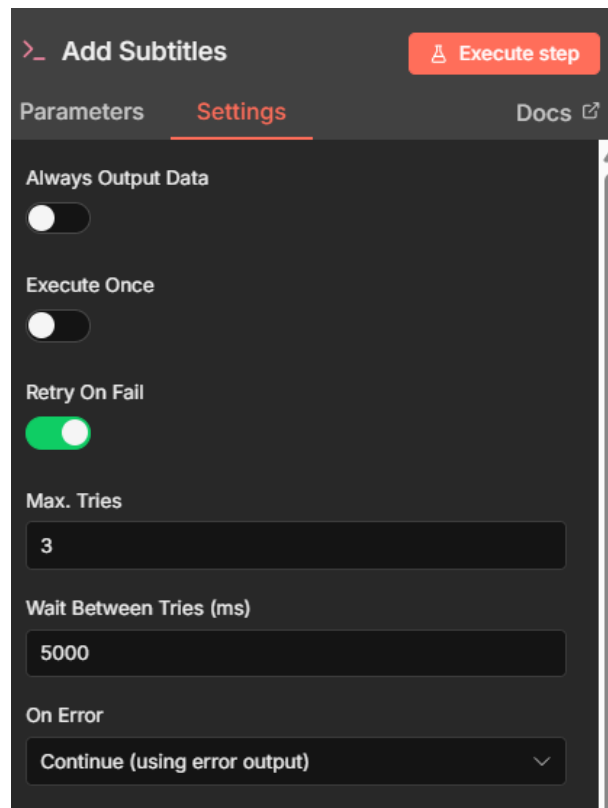 >_ Add Subtitles
Execute step
Parameters
Settings
Docs
Always Output Data
Execute Once
Retry On Fail
Max. Tries
3
Wait Between Tries (ms)
5000
On Error
Continue (using error output)